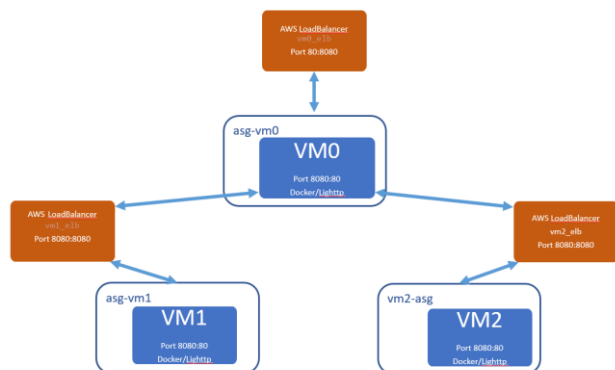 AWS LoadBalancer
vm0_elb
Port 80:8080
asg-vm0
VM0
Port 8080:80
Docker/Lighttp
AWS LoadBalancer
vm1_elb
Port 8080:8080
AWS LoadBalancer
vm2_elb
Port 8080:8080
asg-vm1
VM1
Port 8080:80
Docker/Lighttp
vm2-asg
VM2
Port 8080:80
Docker/Lighttp